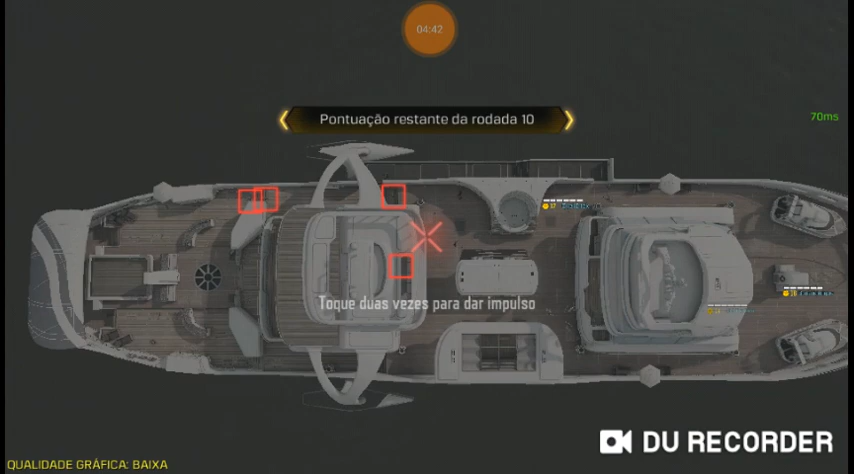 04:42
Pontuação restante da rodada 10
70ms
Toque duas vezes para dar impulso
DU RECORDER
QUALIDADE GRÁFICA: BAIXA